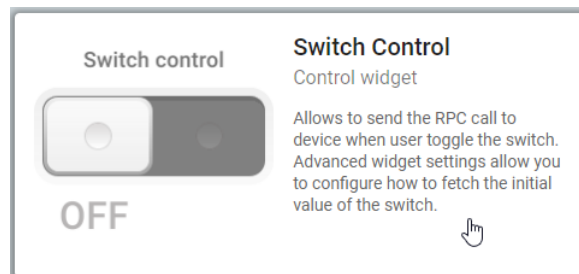 Switch control
OFF
Switch Control
Control widget
Allows to send the RPC call to
device when user toggle the switch.
Advanced widget settings allow you
to configure how to fetch the initial
value of the switch.